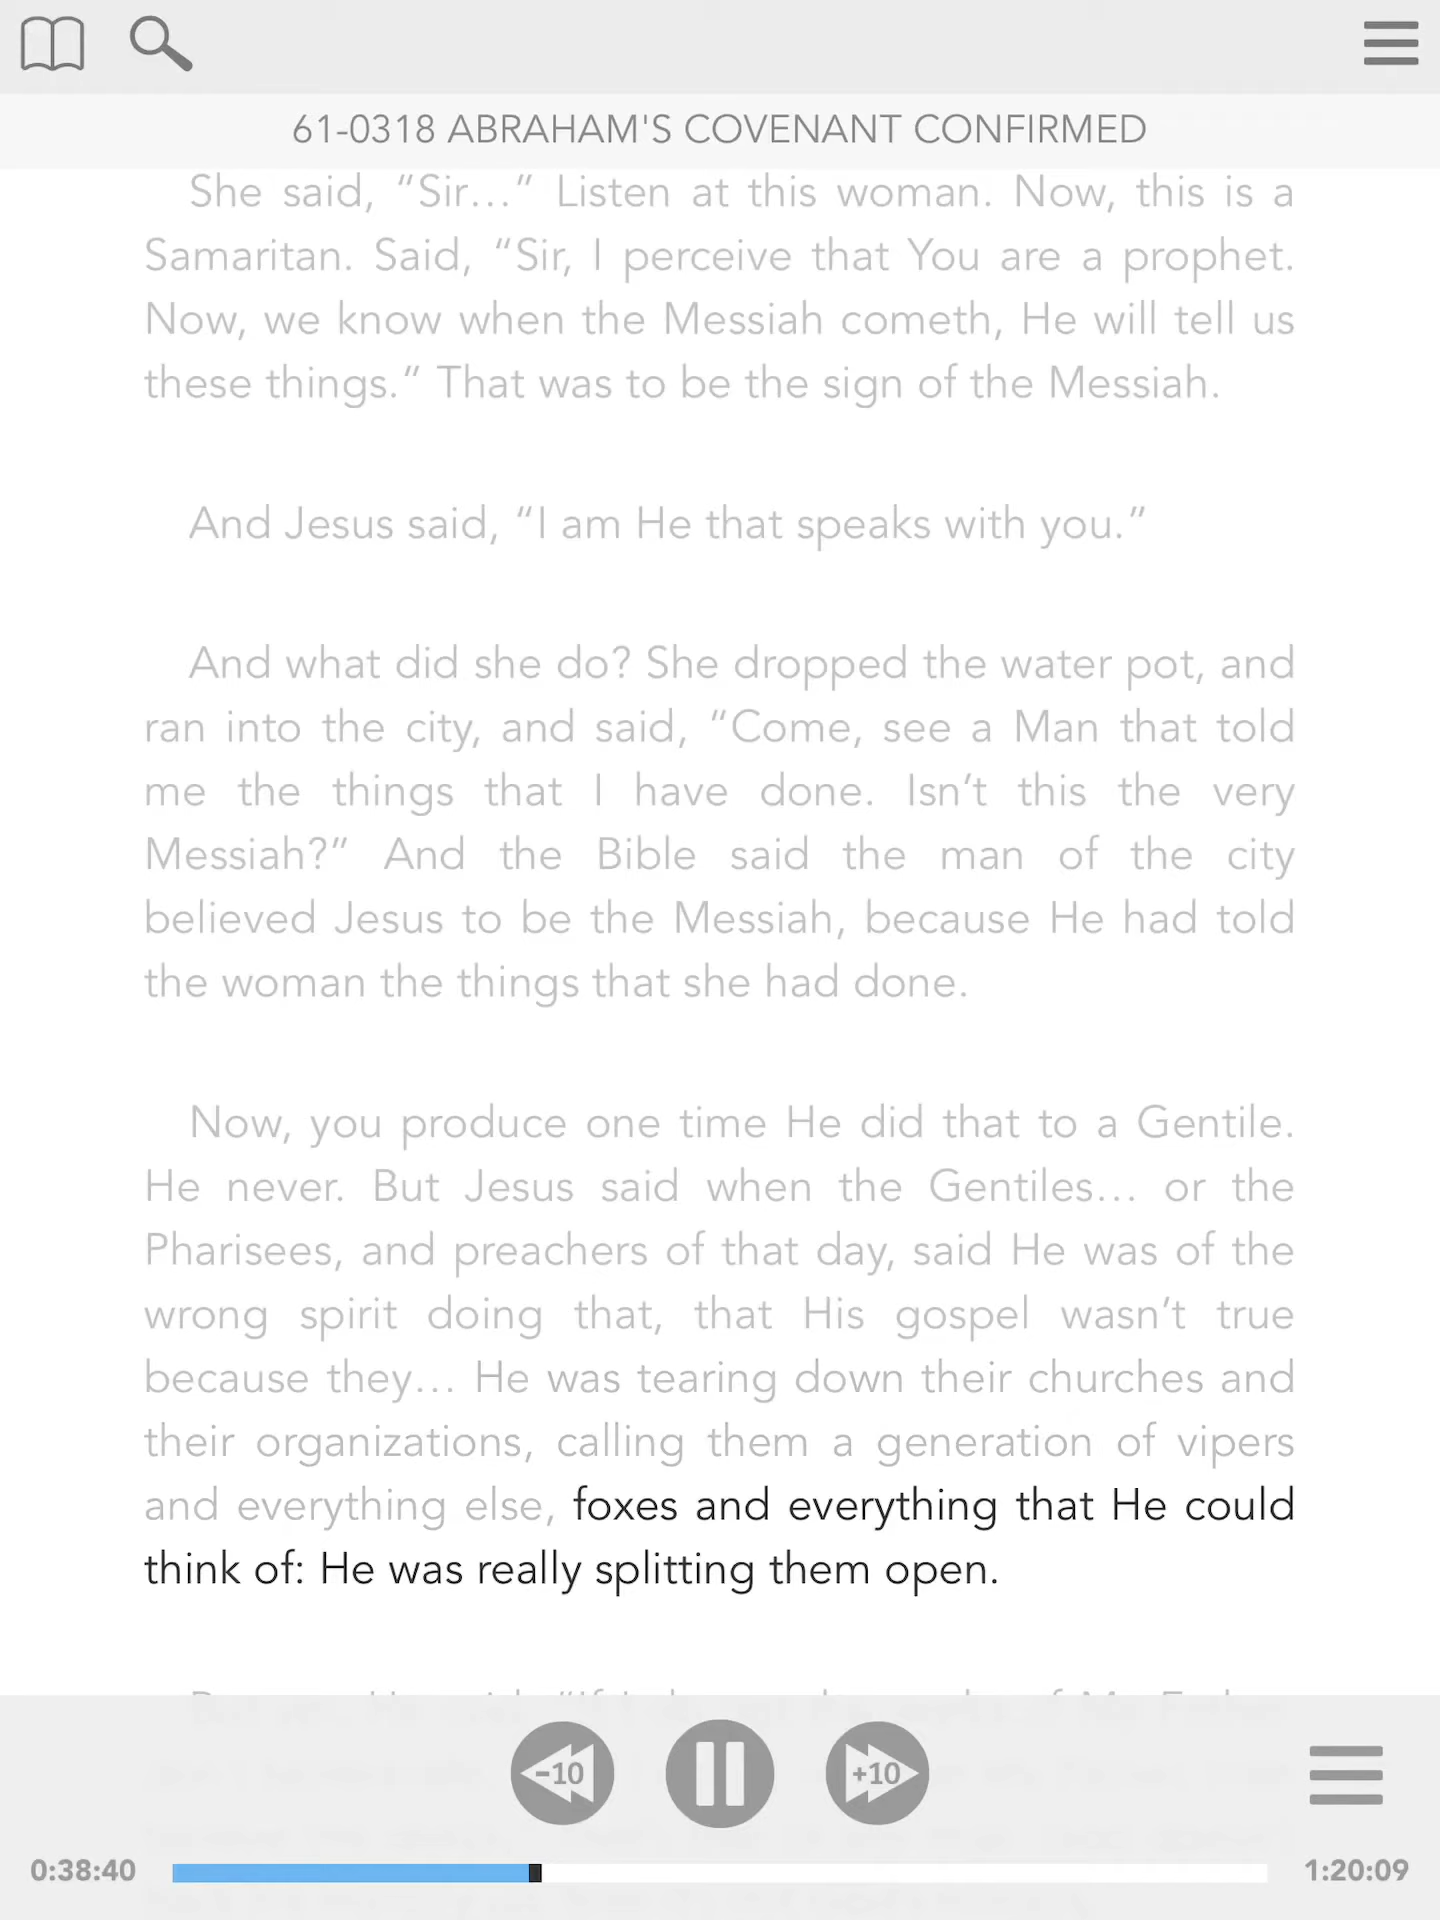 61-0318 ABRAHAM'S COVENANT CONFIRMED
She said, “Sir…” Listen at this woman. Now, this is a
Samaritan. Said, “Sir, I perceive that You are a prophet.
Now, we know when the Messiah cometh, He will tell us
these things.” That was to be the sign of the Messiah.
And Jesus said, “I am He that speaks with you.”
And what did she do? She dropped the water pot, and
ran into the city, and said, “Come, see a Man that told
me the things that I have done. Isn’t this the very
Messiah?” And the Bible said the man of the city
believed Jesus to be the Messiah, because He had told
the woman the things that she had done.
Now, you produce one time He did that to a Gentile.
He never. But Jesus said when the Gentiles… or the
Pharisees, and preachers of that day, said He was of the
wrong spirit doing that, that His gospel wasn’t true
because they… He was tearing down their churches and
their organizations, calling them a generation of vipers
and everything else, foxes and everything that He could
think of: He was really splitting them open.
-10 +10
0:38:40 1:20:09